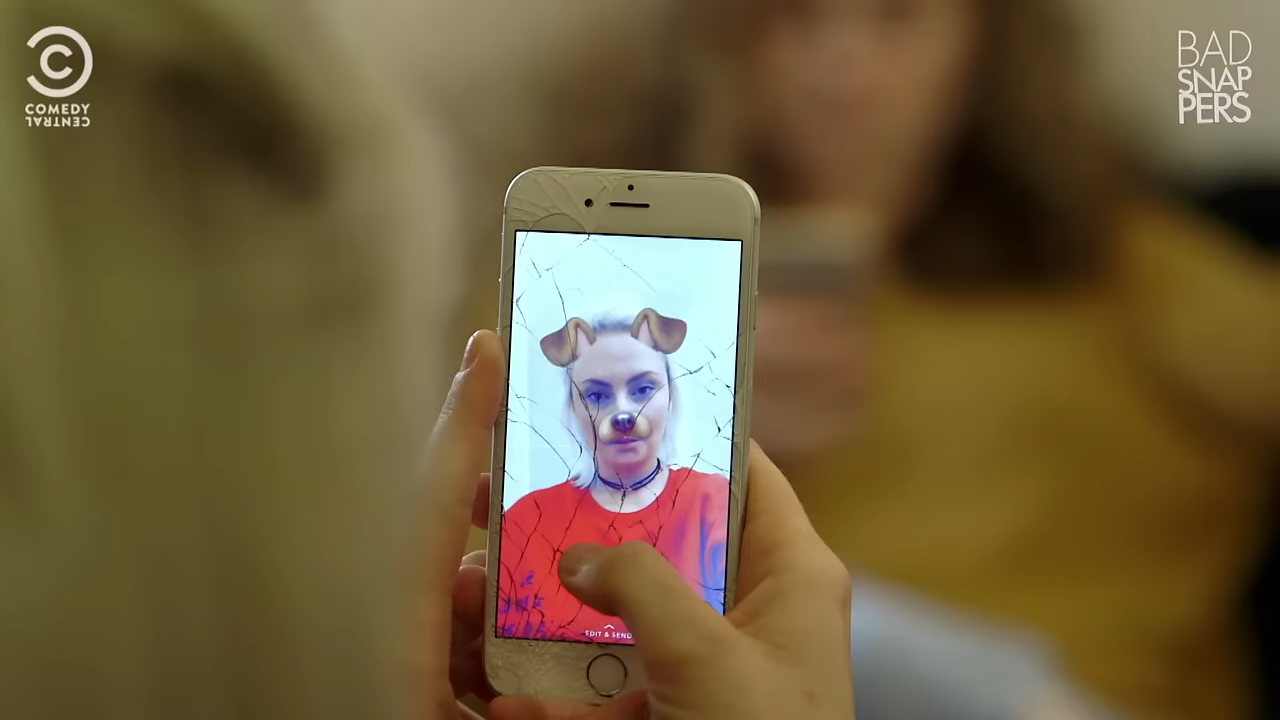 COMEDY
CENTRAL
BAD
SNAP
PERS
EDIT & SEND